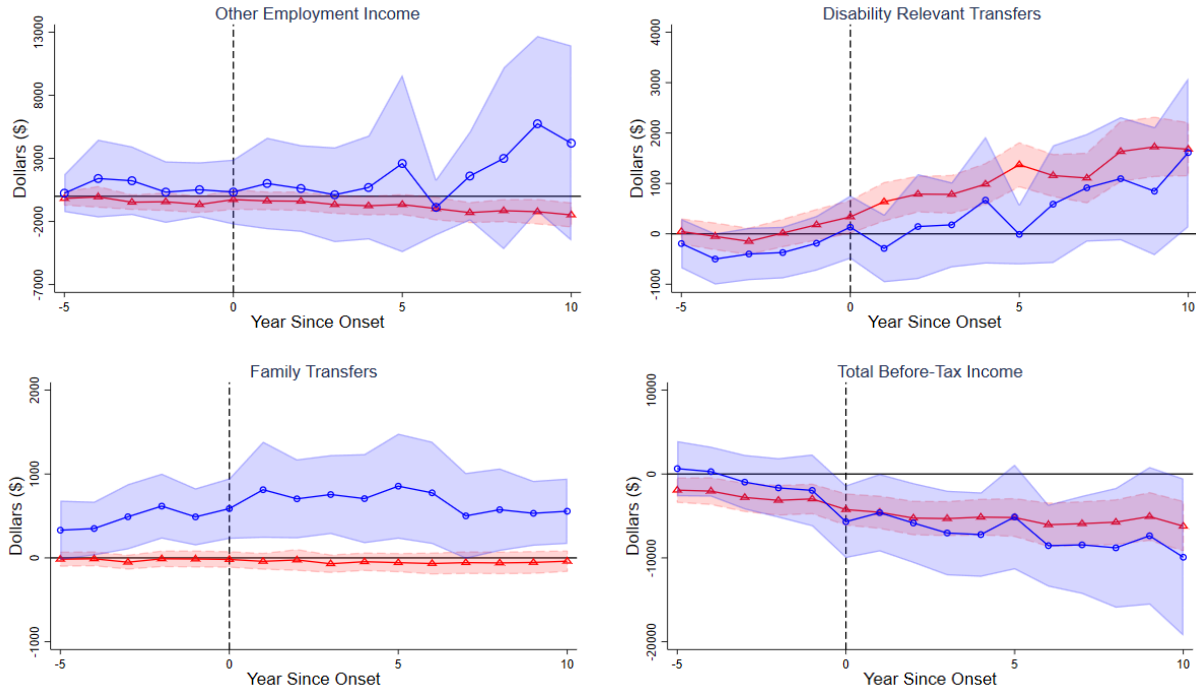 Other Employment Income
13000
8000
3000
-2000
-7000
Dollars ($)
-5 0 5 10
Year Since Onset
Disability Relevant Transfers
4000
3000
2000
1000
0
-1000
Dollars ($)
-5 0 5 10
Year Since Onset
Family Transfers
2000
1000
0
-1000
Dollars ($)
-5 0 5 10
Year Since Onset
Total Before-Tax Income
10000
0
-10000
-20000
Dollars ($)
-5 0 5 10
Year Since Onset